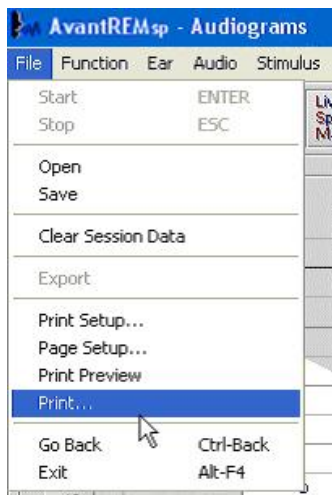 AvantREMsp - Audiograms
File Function Ear Audio Stimulus
Start ENTER
Stop ESC
Open
Save
Clear Session Data
Export
Print Setup...
Page Setup...
Print Preview
Print...
Go Back Ctrl-Back
Exit Alt-F4